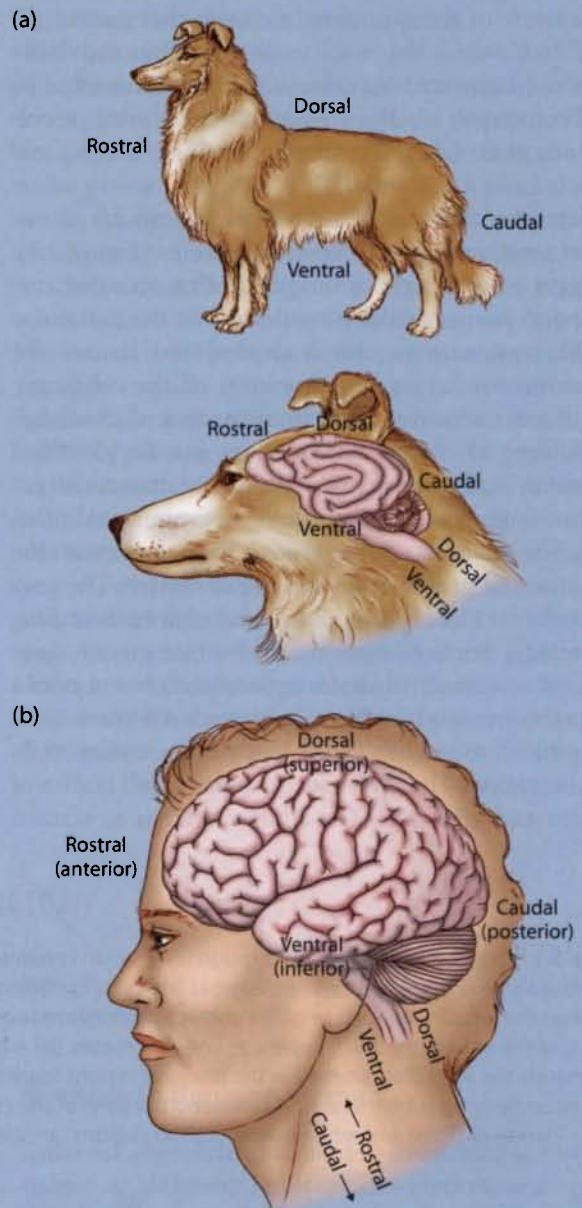 (a)
Dorsal
Rostral
Caudal
Ventral
Rostral
Dorsal
Caudal
Ventral
Dorsal
Ventral
(b)
Dorsal
(superior)
Rostral
(anterior)
Caudal
(posterior)
Ventral
(inferior)
Dorsal
Ventral
Rostral
Caudal